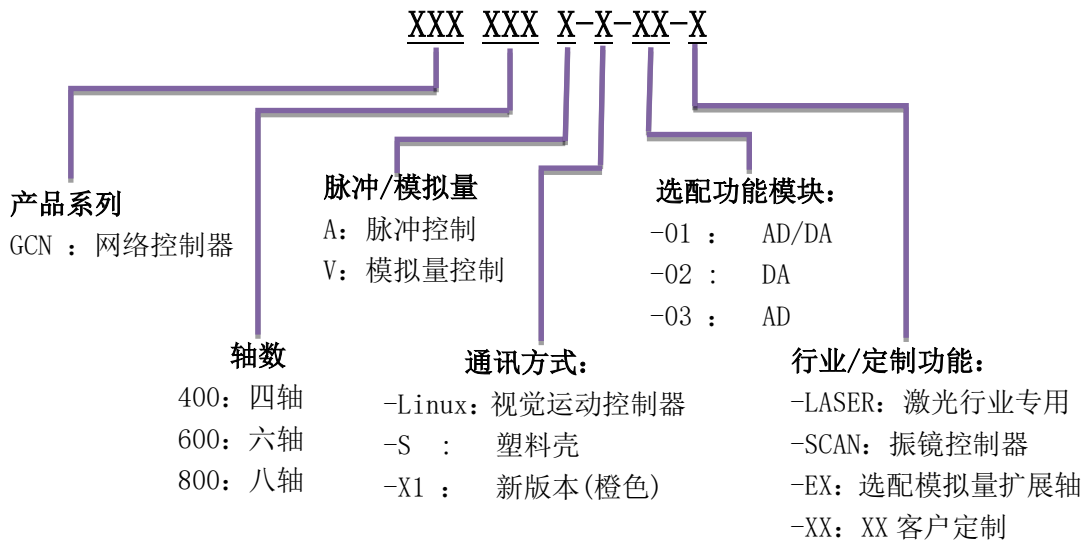 XXX XXX X-X-XX-X
产品系列
GCN ：网络控制器
轴数
400：四轴
600：六轴
800：八轴
脉冲/模拟量
A：脉冲控制
V：模拟量控制
通讯方式：
-Linux：视觉运动控制器
-S ： 塑料壳
-X1 ： 新版本(橙色)
选配功能模块：
-01 ： AD/DA
-02 ： DA
-03 ： AD
行业/定制功能：
-LASER：激光行业专用
-SCAN：振镜控制器
-EX：选配模拟量扩展轴
-XX：XX 客户定制